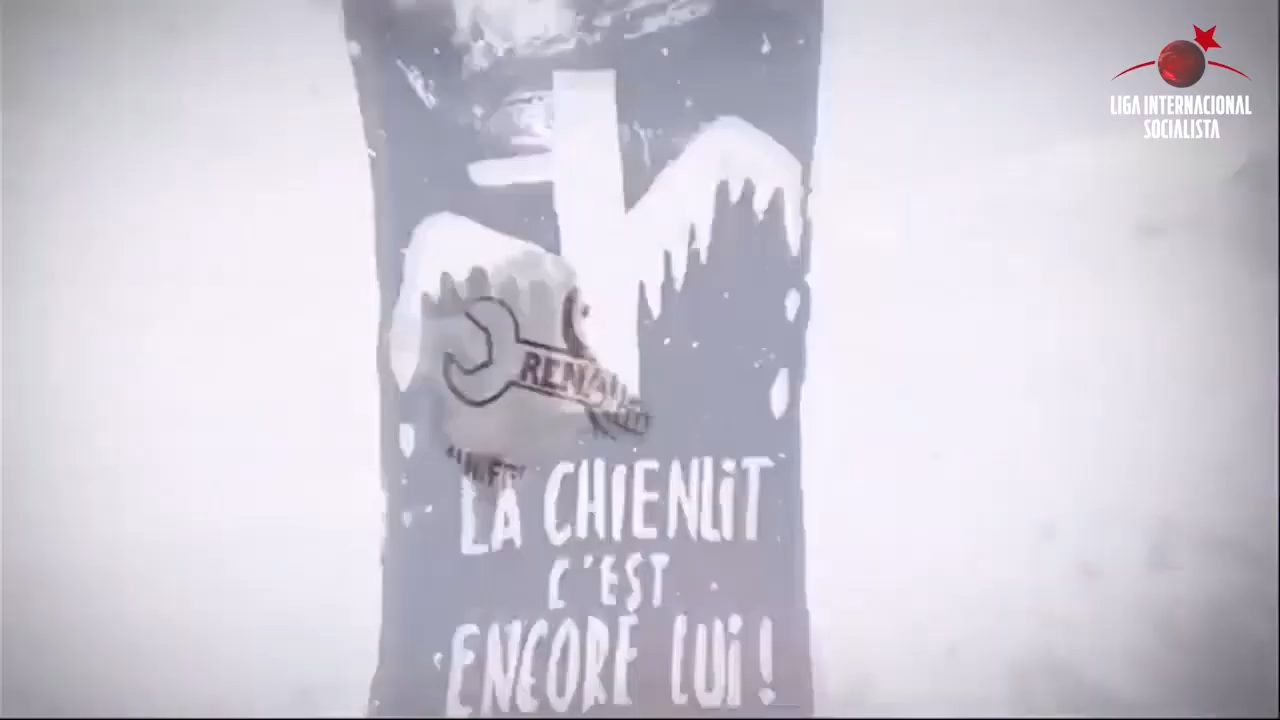 LIGA INTERNACIONAL
SOCIALISTA
RENAULT
LA CHIENLIT
C'EST
ENCORE LUI!